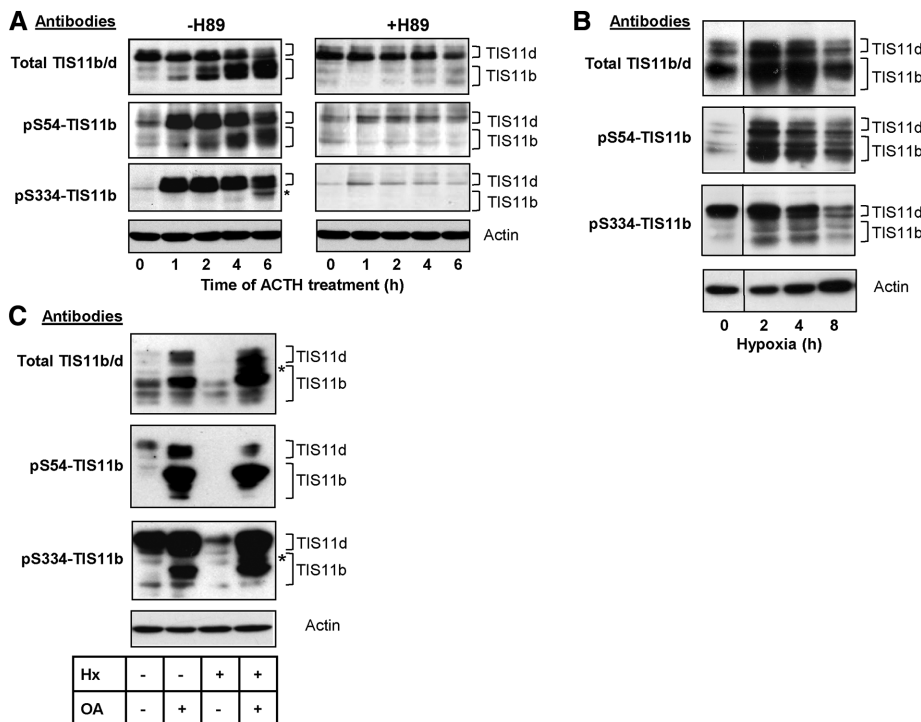 A
Antibodies
-H89
+H89
Total TIS11b/d
TIS11d
TIS11b
pS54-TIS11b
TIS11d
TIS11b
pS334-TIS11b
*
TIS11d
TIS11b
Actin
0 1 2 4 6
0 1 2 4 6
Time of ACTH treatment (h)
B
Antibodies
Total TIS11b/d
TIS11d
TIS11b
pS54-TIS11b
TIS11d
TIS11b
pS334-TIS11b
TIS11d
TIS11b
Actin
0 2 4 8
Hypoxia (h)
C
Antibodies
Total TIS11b/d
TIS11d
*
TIS11b
pS54-TIS11b
TIS11d
TIS11b
pS334-TIS11b
TIS11d
*
TIS11b
Actin
Hx - - + +
OA - + - +